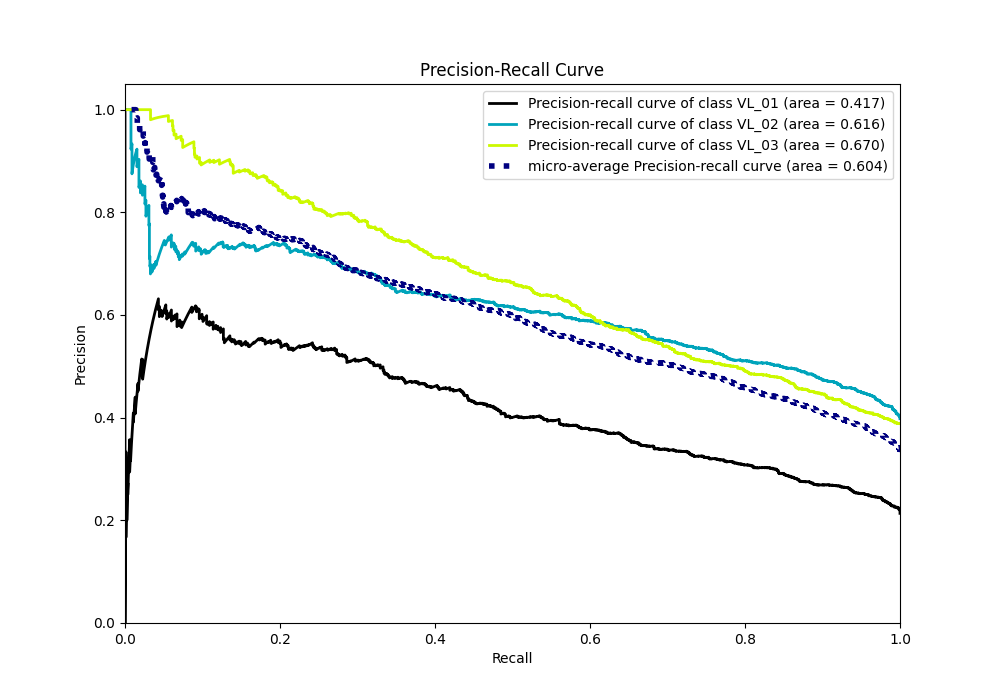 Precision-Recall Curve
Precision-recall curve of class VL_01 (area = 0.417)
Precision-recall curve of class VL_02 (area = 0.616)
Precision-recall curve of class VL_03 (area = 0.670)
micro-average Precision-recall curve (area = 0.604)
Precision
1.0
0.8
0.6
0.4
0.2
0.0
0.0 0.2 0.4 0.6 0.8 1.0
Recall